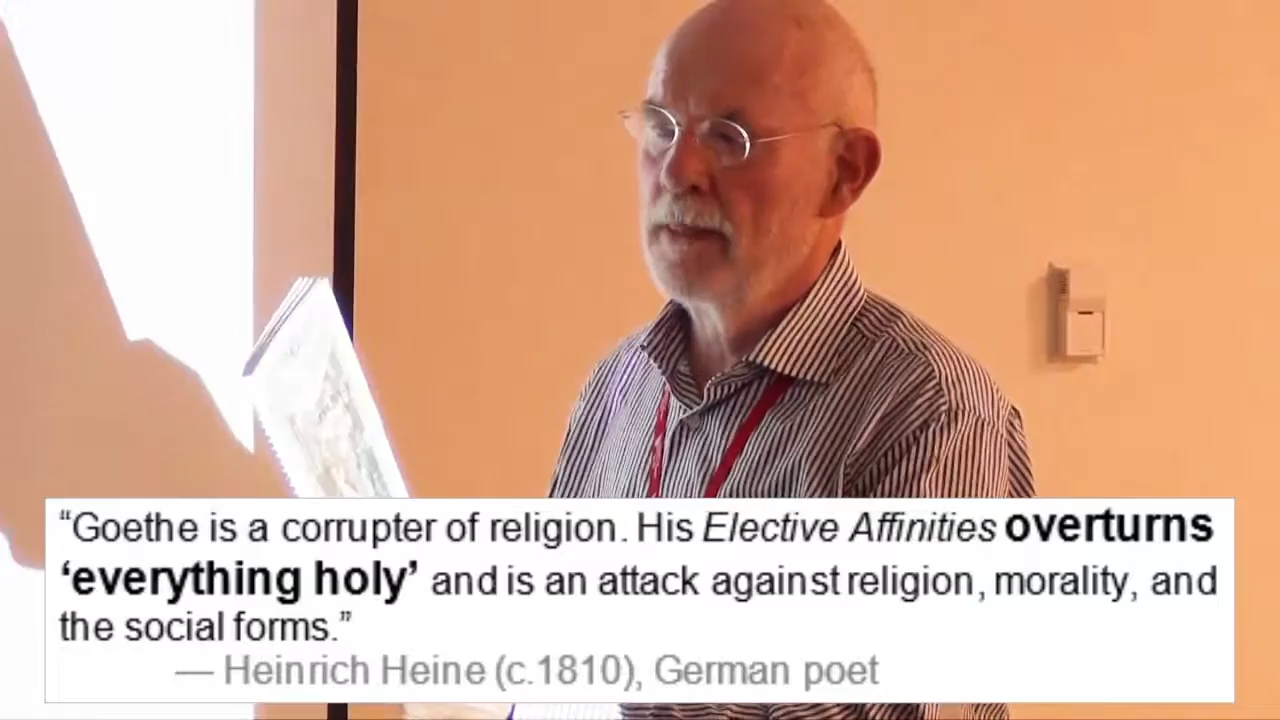 “Goethe is a corrupter of religion. His Elective Affinities overturns
‘everything holy’ and is an attack against religion, morality, and
the social forms.”
— Heinrich Heine (c.1810), German poet